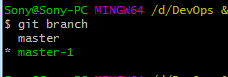 Sony@Sony-PC MINGW64 /d/DevOps &
$ git branch
  master
* master-1